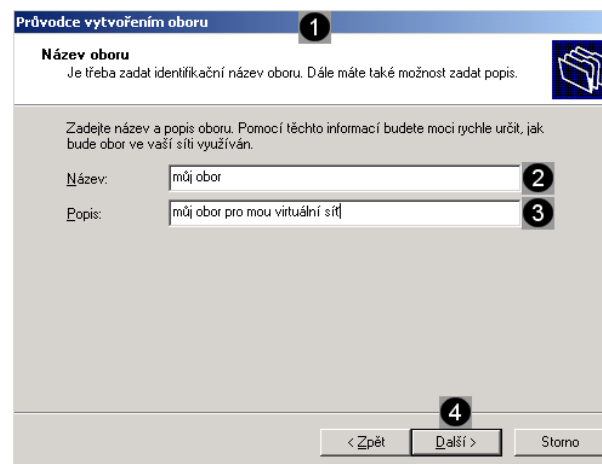 Průvodce vytvořením oboru
1
Název oboru
Je třeba zadat identifikační název oboru. Dále máte také možnost zadat popis.
Zadejte název a popis oboru. Pomocí těchto informací budete moci rychle určit, jak
bude obor ve vaší síti využíván.
Název: můj obor 2
Popis: můj obor pro mou virtuální síť 3
4
< Zpět Další > Storno